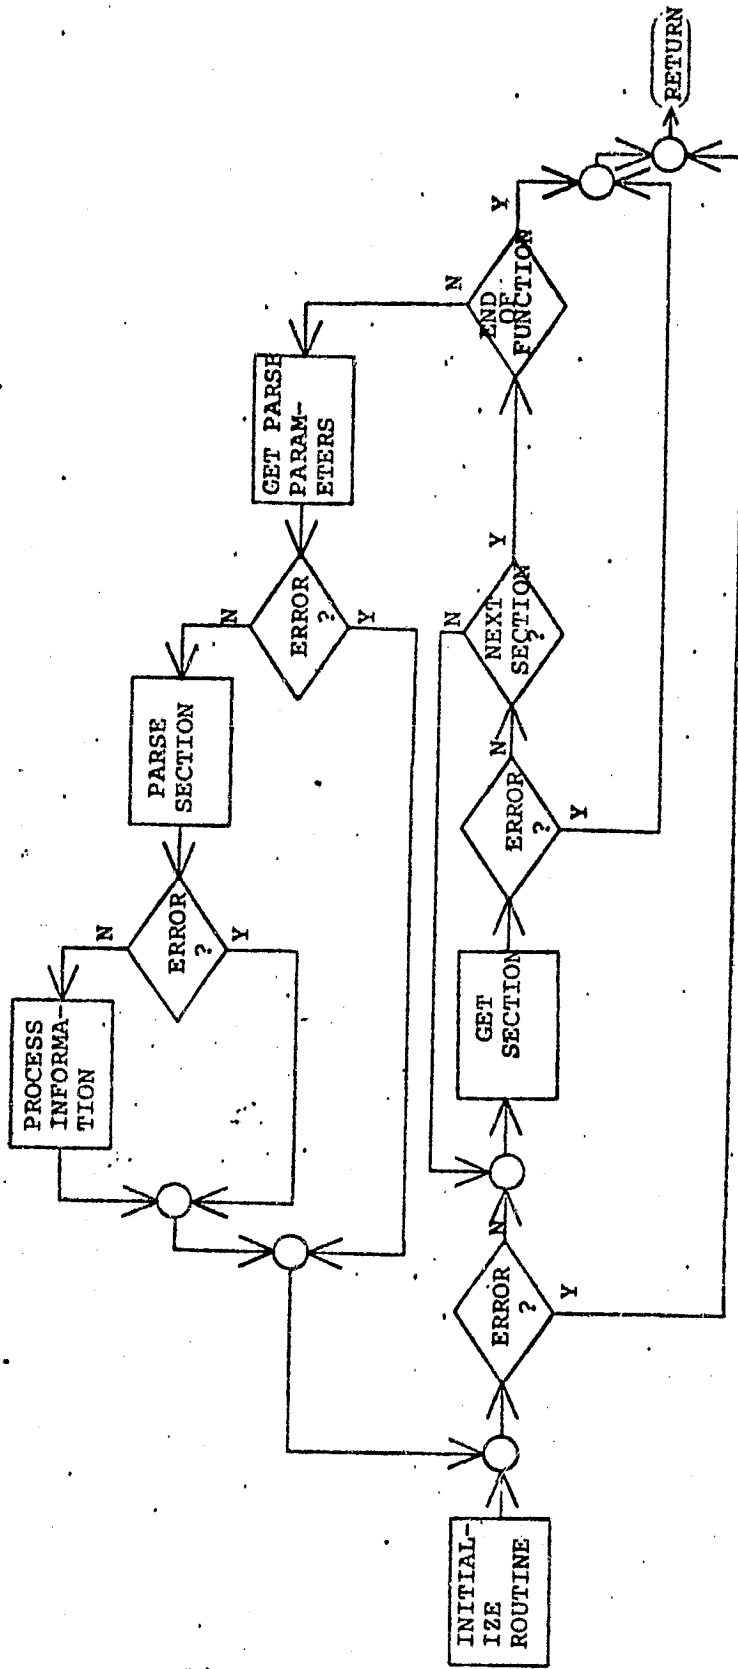 INITIAL-
IZE
ROUTINE
ERROR
?
N
Y
GET
SECTION
ERROR
?
N
Y
NEXT
SECTION
?
N
Y
END
OF
FUNCTION
N
Y
RETURN
GET PARSE
PARAM-
ETERS
ERROR
?
N
Y
PARSE
SECTION
ERROR
?
N
Y
PROCESS
INFORMA-
TION